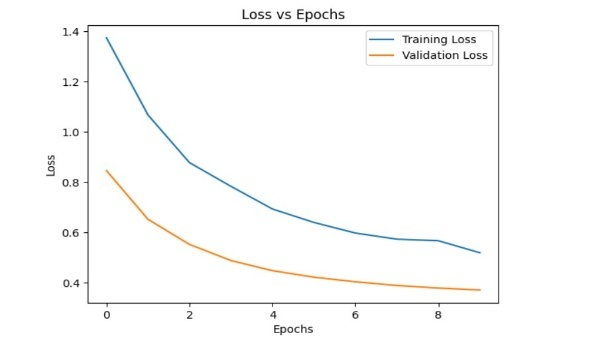 Loss vs Epochs
Training Loss
Validation Loss
1.4
1.2
1.0
0.8
0.6
0.4
Loss
0 2 4 6 8
Epochs